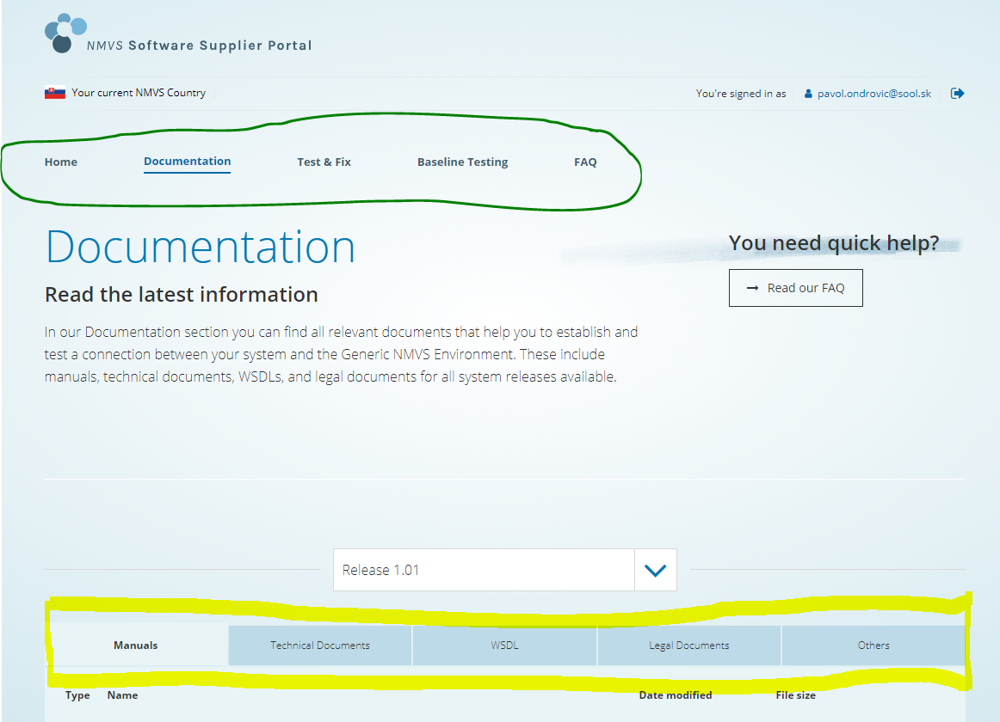 NMVS Software Supplier Portal
Your current NMVS Country
You're signed in as pavol.ondrovic@sool.sk
Home Documentation Test & Fix Baseline Testing FAQ
Documentation
Read the latest information
In our Documentation section you can find all relevant documents that help you to establish and
test a connection between your system and the Generic NMVS Environment. These include
manuals, technical documents, WSDLs, and legal documents for all system releases available.
You need quick help?
Read our FAQ
Release 1.01
Manuals Technical Documents WSDL Legal Documents Others
Type Name Date modified File size